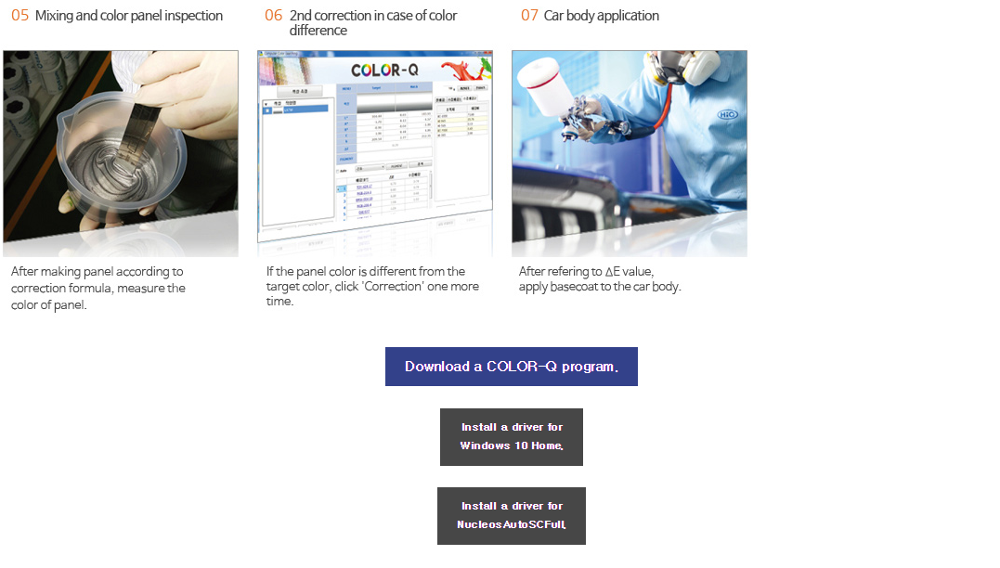 05 Mixing and color panel inspection
06 2nd correction in case of color
difference
07 Car body application
COLOR-Q
Target
HIC
After making panel according to
correction formula, measure the
color of panel.
If the panel color is different from the
target color, click 'Correction' one more
time.
After refering to ΔE value,
apply basecoat to the car body.
Download a COLOR-Q program.
Install a driver for
Windows 10 Home.
Install a driver for
NucleosAutoSCFull.